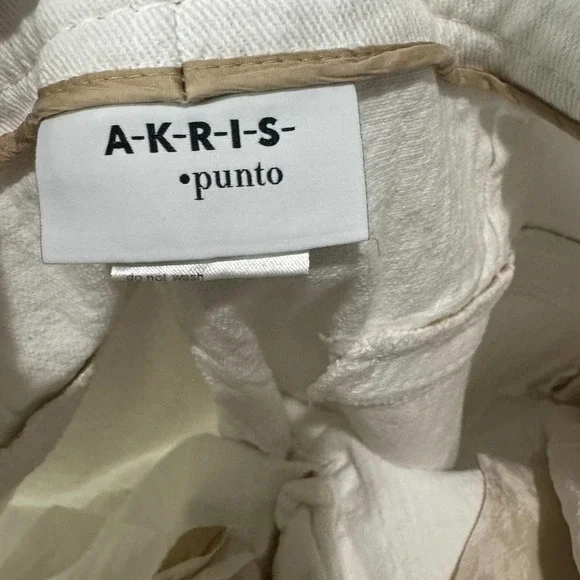 A-K-R-I-S-
•punto
do not wash